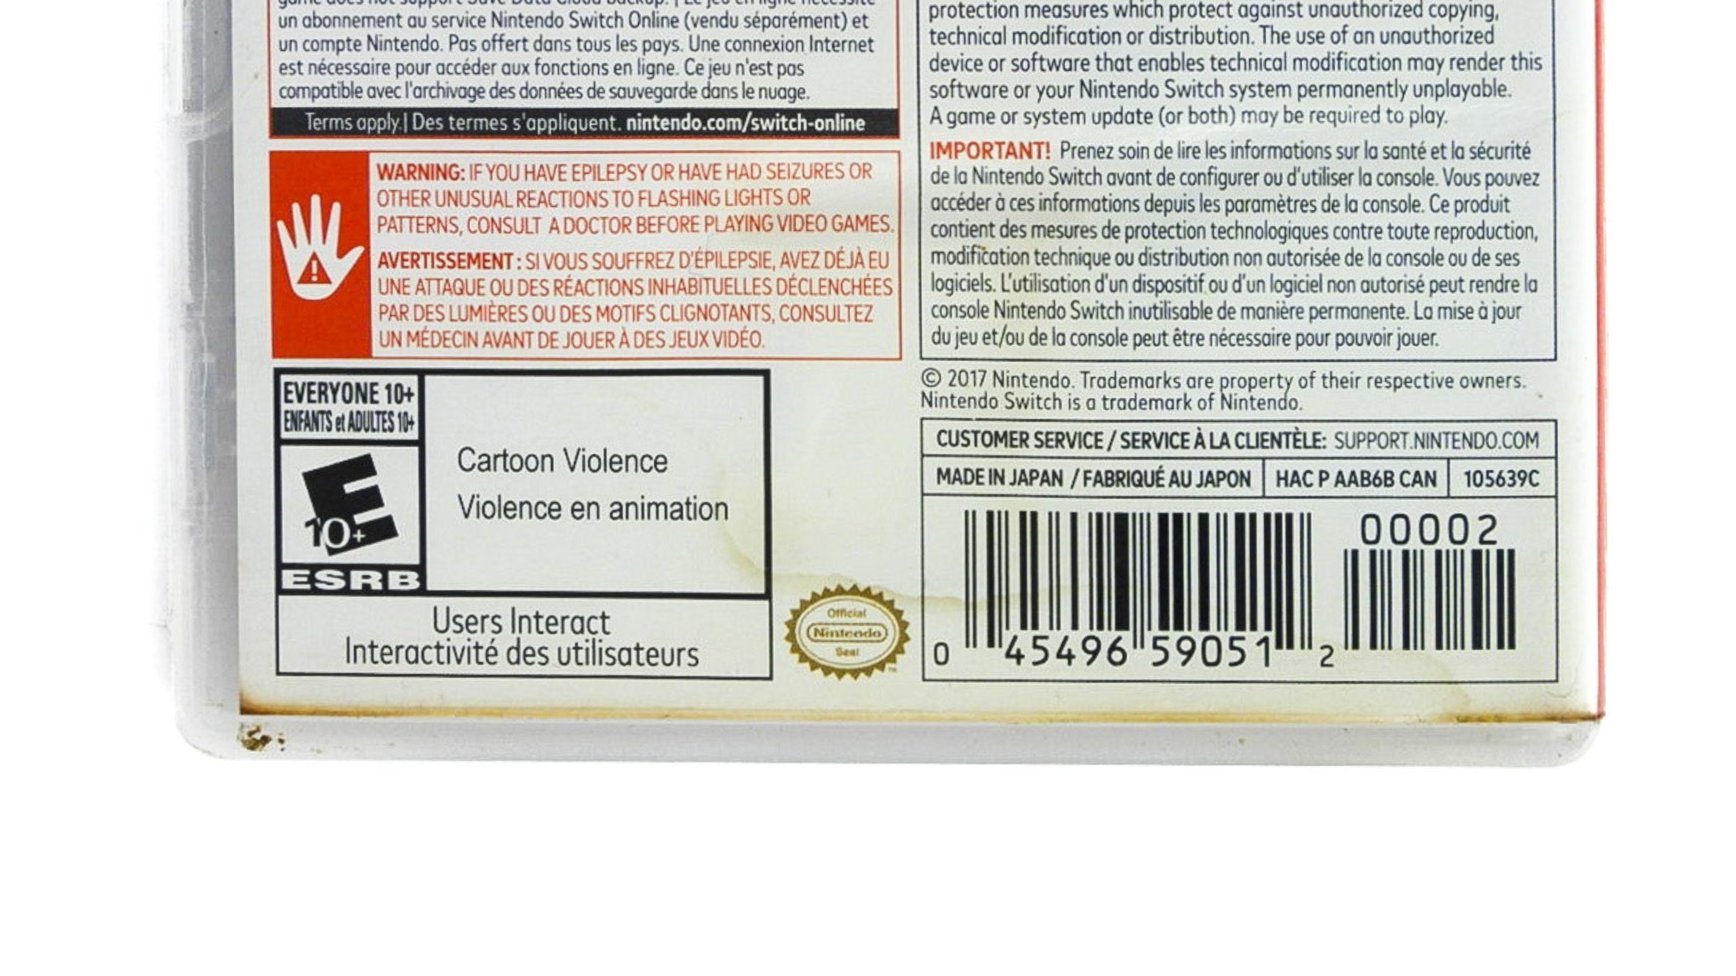 game does not support Save Data Cloud backup. | Le jeu en ligne nécessite
un abonnement au service Nintendo Switch Online (vendu séparément) et
un compte Nintendo. Pas offert dans tous les pays. Une connexion Internet
est nécessaire pour accéder aux fonctions en ligne. Ce jeu n'est pas
compatible avec l'archivage des données de sauvegarde dans le nuage.
Terms apply.| Des termes s'appliquent. nintendo.com/switch-online
WARNING: IF YOU HAVE EPILEPSY OR HAVE HAD SEIZURES OR
OTHER UNUSUAL REACTIONS TO FLASHING LIGHTS OR
PATTERNS, CONSULT A DOCTOR BEFORE PLAYING VIDEO GAMES.
AVERTISSEMENT : SI VOUS SOUFFREZ D'ÉPILEPSIE, AVEZ DÉJÀ EU
UNE ATTAQUE OU DES RÉACTIONS INHABITUELLES DÉCLENCHÉES
PAR DES LUMIÈRES OU DES MOTIFS CLIGNOTANTS, CONSULTEZ
UN MÉDECIN AVANT DE JOUER À DES JEUX VIDÉO.
EVERYONE 10+
ENFANTS et ADULTES 10+
E
10+
ESRB
Cartoon Violence
Violence en animation
Users Interact
Interactivité des utilisateurs
Official
Nintendo
Seal
protection measures which protect against unauthorized copying,
technical modification or distribution. The use of an unauthorized
device or software that enables technical modification may render this
software or your Nintendo Switch system permanently unplayable.
A game or system update (or both) may be required to play.
IMPORTANT! Prenez soin de lire les informations sur la santé et la sécurité
de la Nintendo Switch avant de configurer ou d'utiliser la console. Vous pouvez
accéder à ces informations depuis les paramètres de la console. Ce produit
contient des mesures de protection technologiques contre toute reproduction,
modification technique ou distribution non autorisée de la console ou de ses
logiciels. L'utilisation d'un dispositif ou d'un logiciel non autorisé peut rendre la
console Nintendo Switch inutilisable de manière permanente. La mise à jour
du jeu et/ou de la console peut être nécessaire pour pouvoir jouer.
© 2017 Nintendo. Trademarks are property of their respective owners.
Nintendo Switch is a trademark of Nintendo.
CUSTOMER SERVICE / SERVICE À LA CLIENTÈLE: SUPPORT.NINTENDO.COM
MADE IN JAPAN / FABRIQUÉ AU JAPON HAC P AAB6B CAN 105639C
00002
0 45496 59051 2